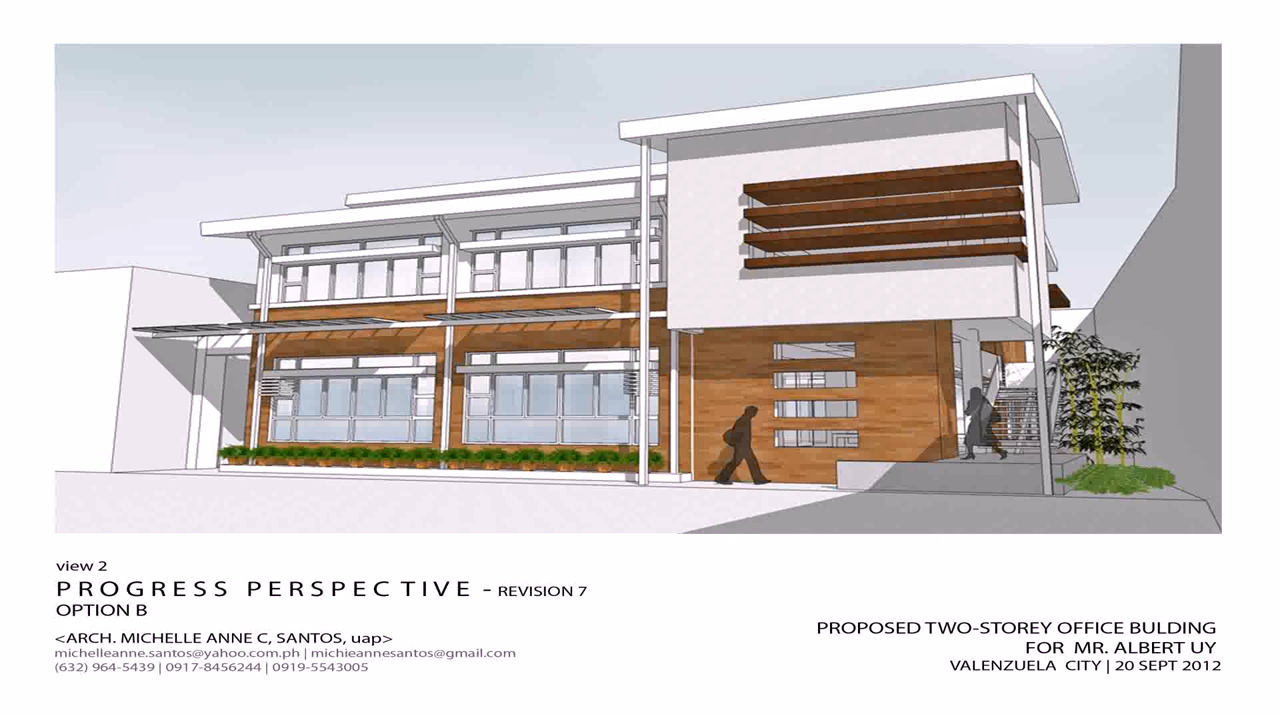 view 2
PROGRESS PERSPECTIVE - REVISION 7
OPTION B
<ARCH. MICHELLE ANNE C, SANTOS, uap>
michelleanne.santos@yahoo.com.ph | michieannesantos@gmail.com
(632) 964-5439 | 0917-8456244 | 0919-5543005
PROPOSED TWO-STOREY OFFICE BULDING
FOR MR. ALBERT UY
VALENZUELA CITY | 20 SEPT 2012